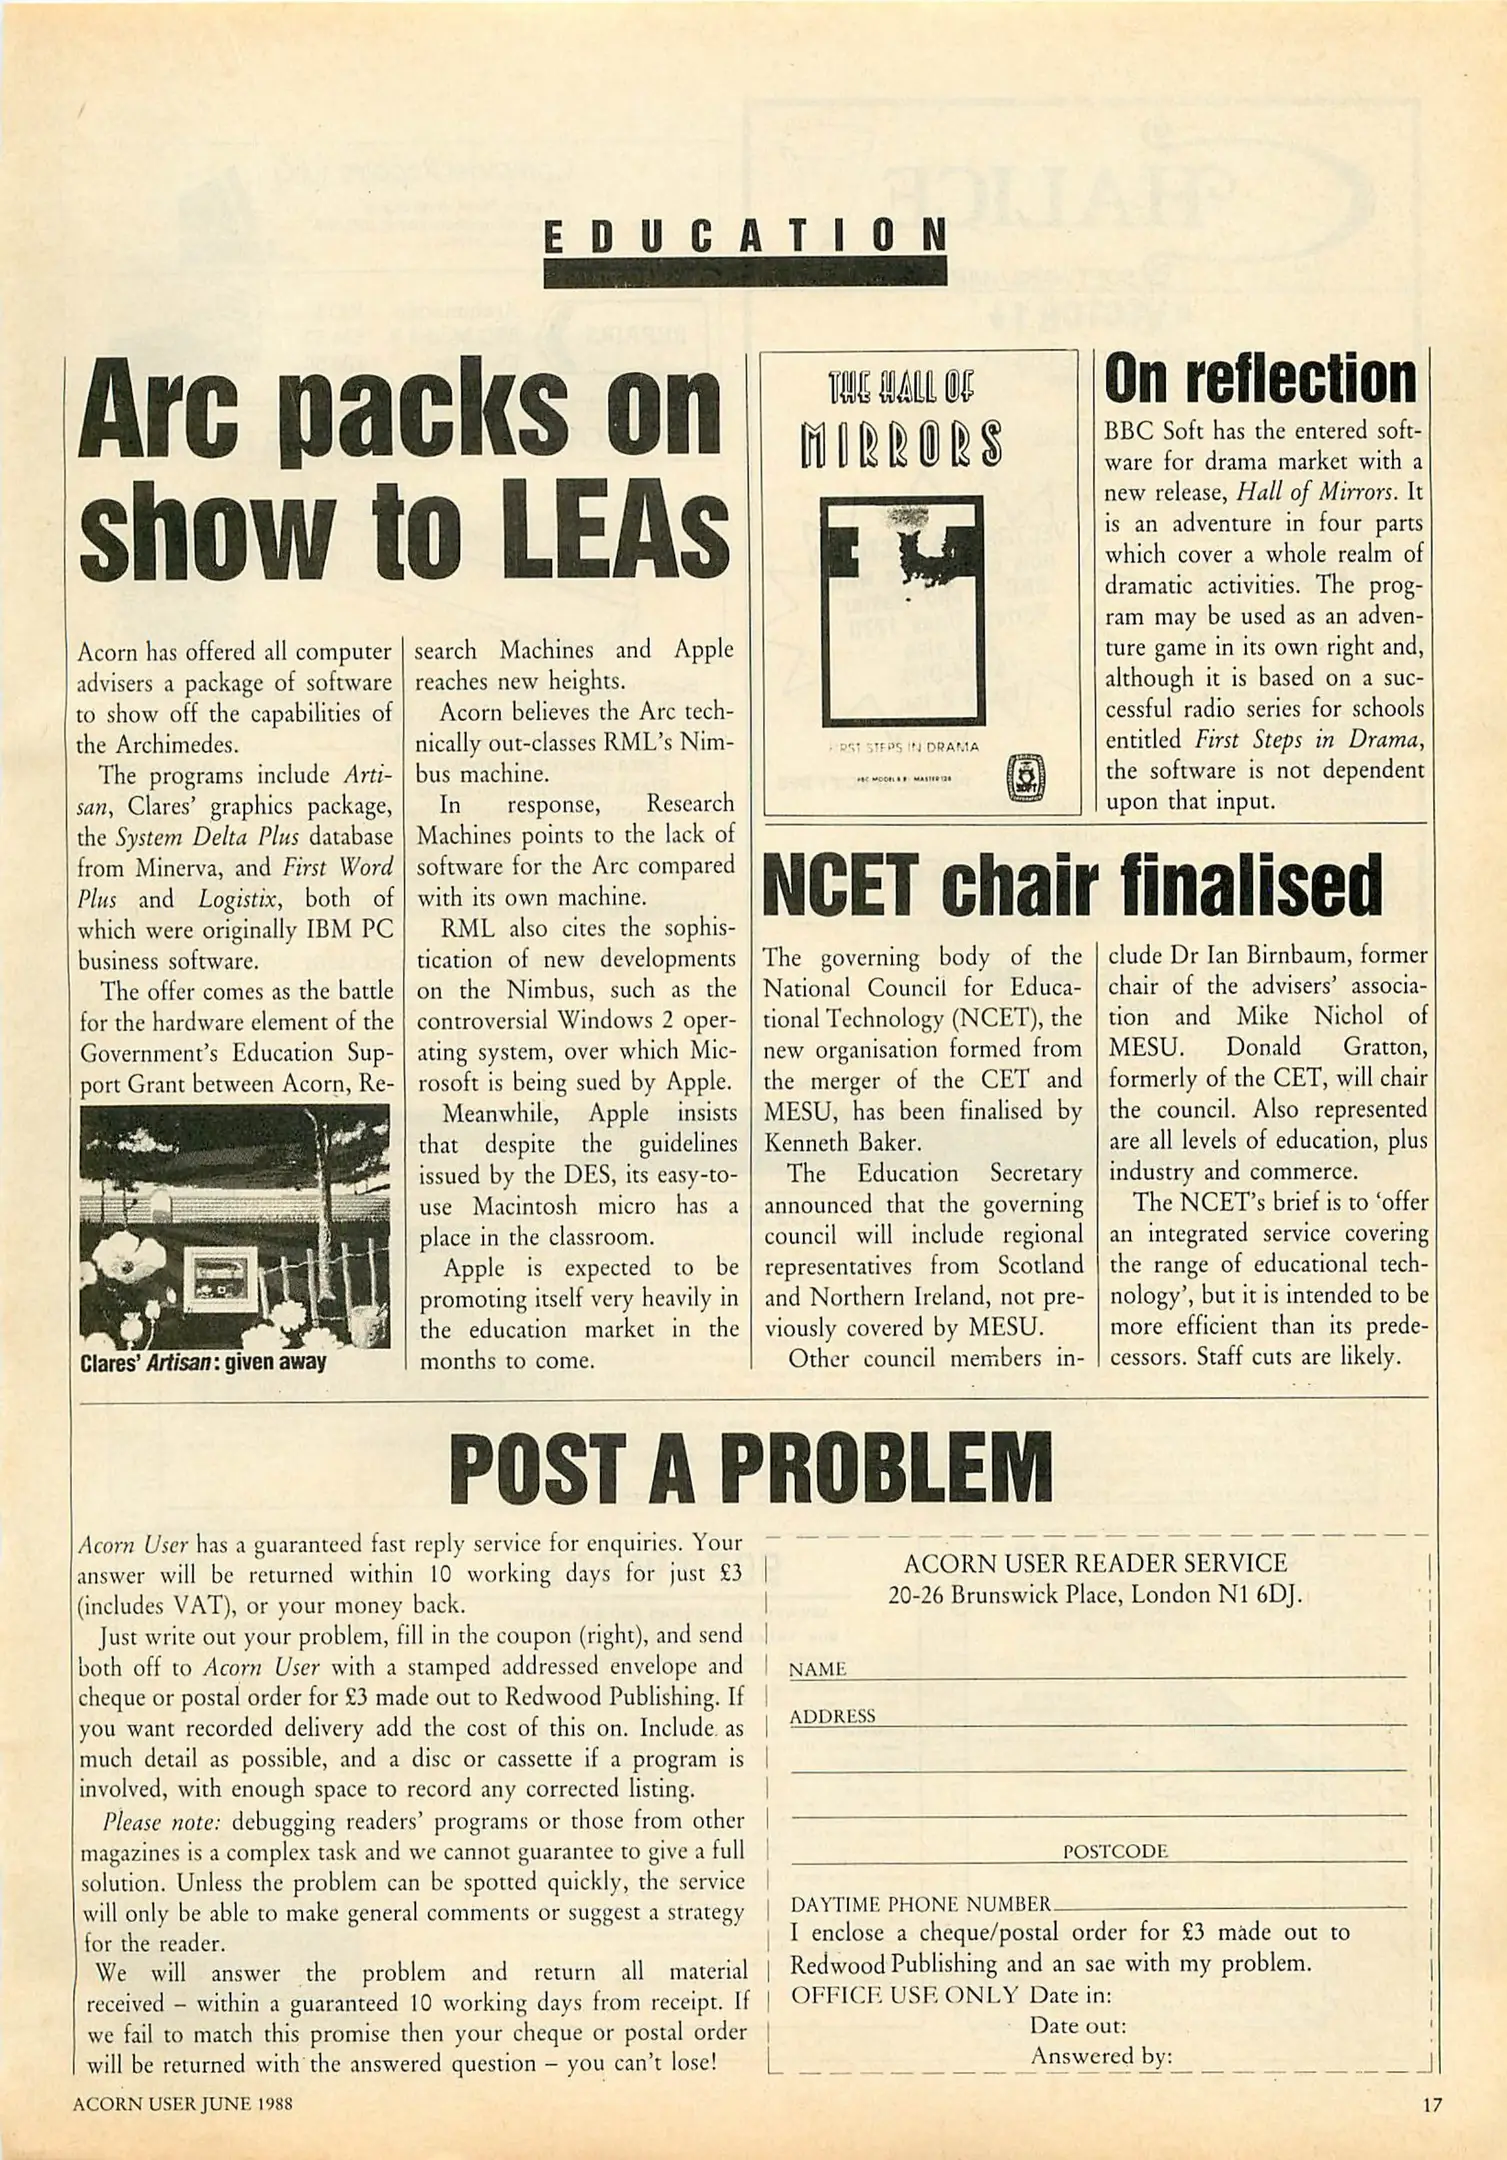 EDUCATION
Arc packs on
show to LEAs
Acorn has offered all computer
advisers a package of software
to show off the capabilities of
the Archimedes.
The programs include Arti-
san, Clares' graphics package,
the System Delta Plus database
from Minerva, and First Word
Plus and Logistix, both of
which were originally IBM PC
business software.
The offer comes as the battle
for the hardware element of the
Government's Education Sup-
port Grant between Acorn, Re-
Clares' Artisan: given away
search Machines and Apple
reaches new heights.
Acorn believes the Arc tech-
nically out-classes RML's Nim-
bus machine.
In response, Research
Machines points to the lack of
software for the Arc compared
with its own machine.
RML also cites the sophis-
tication of new developments
on the Nimbus, such as the
controversial Windows 2 oper-
ating system, over which Mic-
rosoft is being sued by Apple.
Meanwhile, Apple insists
that despite the guidelines
issued by the DES, its easy-to-
use Macintosh micro has a
place in the classroom.
Apple is expected to be
promoting itself very heavily in
the education market in the
months to come.
THE HALL OF
MIRRORS
FIRST STEPS IN DRAMA
BBC MODEL B B+ MASTER 128
SOFT
On reflection
BBC Soft has the entered soft-
ware for drama market with a
new release, Hall of Mirrors. It
is an adventure in four parts
which cover a whole realm of
dramatic activities. The prog-
ram may be used as an adven-
ture game in its own right and,
although it is based on a suc-
cessful radio series for schools
entitled First Steps in Drama,
the software is not dependent
upon that input.
NCET chair finalised
The governing body of the
National Council for Educa-
tional Technology (NCET), the
new organisation formed from
the merger of the CET and
MESU, has been finalised by
Kenneth Baker.
The Education Secretary
announced that the governing
council will include regional
representatives from Scotland
and Northern Ireland, not pre-
viously covered by MESU.
Other council members in-
clude Dr Ian Birnbaum, former
chair of the advisers' associa-
tion and Mike Nichol of
MESU. Donald Gratton,
formerly of the CET, will chair
the council. Also represented
are all levels of education, plus
industry and commerce.
The NCET's brief is to 'offer
an integrated service covering
the range of educational tech-
nology', but it is intended to be
more efficient than its prede-
cessors. Staff cuts are likely.
POST A PROBLEM
Acorn User has a guaranteed fast reply service for enquiries. Your
answer will be returned within 10 working days for just £3
(includes VAT), or your money back.
Just write out your problem, fill in the coupon (right), and send
both off to Acorn User with a stamped addressed envelope and
cheque or postal order for £3 made out to Redwood Publishing. If
you want recorded delivery add the cost of this on. Include as
much detail as possible, and a disc or cassette if a program is
involved, with enough space to record any corrected listing.
Please note: debugging readers' programs or those from other
magazines is a complex task and we cannot guarantee to give a full
solution. Unless the problem can be spotted quickly, the service
will only be able to make general comments or suggest a strategy
for the reader.
We will answer the problem and return all material
received – within a guaranteed 10 working days from receipt. If
we fail to match this promise then your cheque or postal order
will be returned with the answered question – you can't lose!
ACORN USER READER SERVICE
20-26 Brunswick Place, London N1 6DJ.
NAME
ADDRESS
POSTCODE
DAYTIME PHONE NUMBER
I enclose a cheque/postal order for £3 made out to
Redwood Publishing and an sae with my problem.
OFFICE USE ONLY Date in:
Date out:
Answered by:
ACORN USER JUNE 1988
17